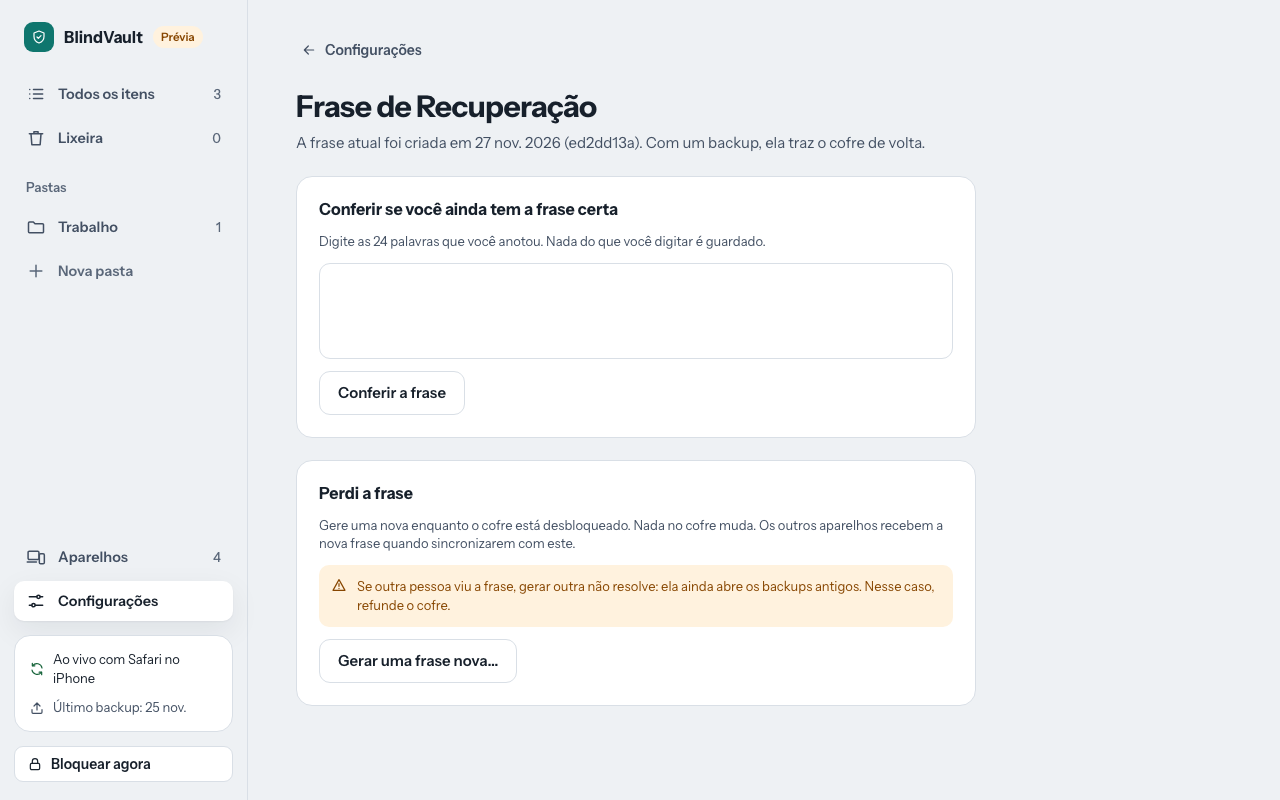 BlindVault
Prévia
Todos os itens
3
Lixeira
0
Pastas
Trabalho
1
Nova pasta
Aparelhos
4
Configurações
Ao vivo com Safari no
iPhone
Último backup: 25 nov.
Bloquear agora
Configurações
Frase de Recuperação
A frase atual foi criada em 27 nov. 2026 (ed2dd13a). Com um backup, ela traz o cofre de volta.
Conferir se você ainda tem a frase certa
Digite as 24 palavras que você anotou. Nada do que você digitar é guardado.
Conferir a frase
Perdi a frase
Gere uma nova enquanto o cofre está desbloqueado. Nada no cofre muda. Os outros aparelhos recebem a
nova frase quando sincronizarem com este.
Se outra pessoa viu a frase, gerar outra não resolve: ela ainda abre os backups antigos. Nesse caso,
refunde o cofre.
Gerar uma frase nova…